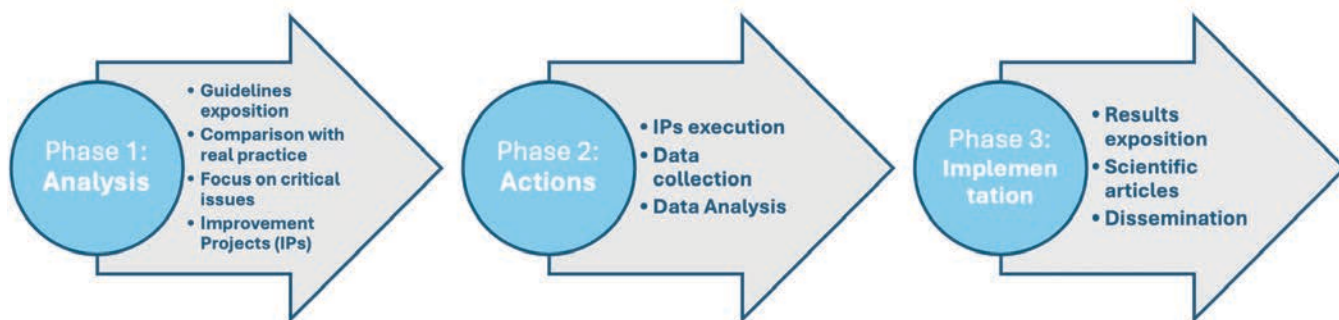 Phase 1:
Analysis
• Guidelines
exposition
• Comparison with
real practice
• Focus on critical
issues
• Improvement
Projects (IPs)
Phase 2:
Actions
• IPs execution
• Data
collection
• Data Analysis
Phase 3:
Implemen
tation
• Results
exposition
• Scientific
articles
• Dissemination